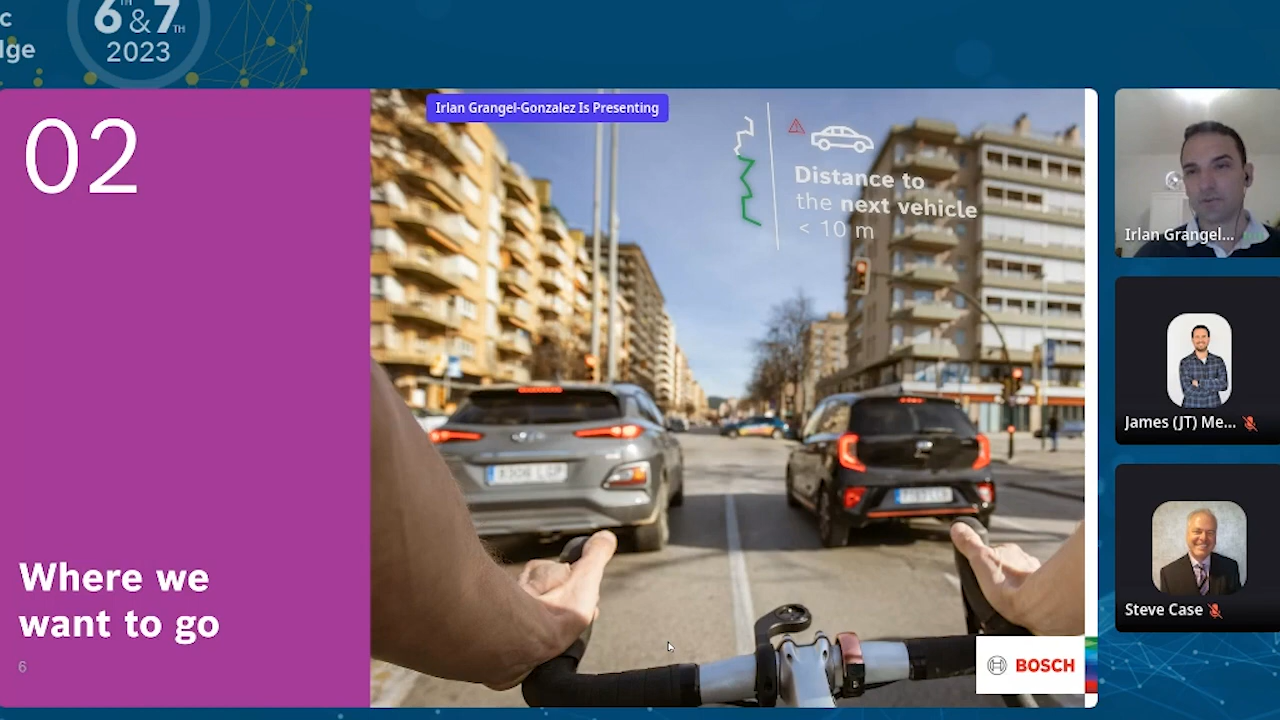 c
dge
6TH & 7TH
2023
02
Irlan Grangel-Gonzalez Is Presenting
Distance to
the next vehicle
< 10 m
Where we
want to go
6
BOSCH
Irlan Grangel...
James (JT) Me...
Steve Case